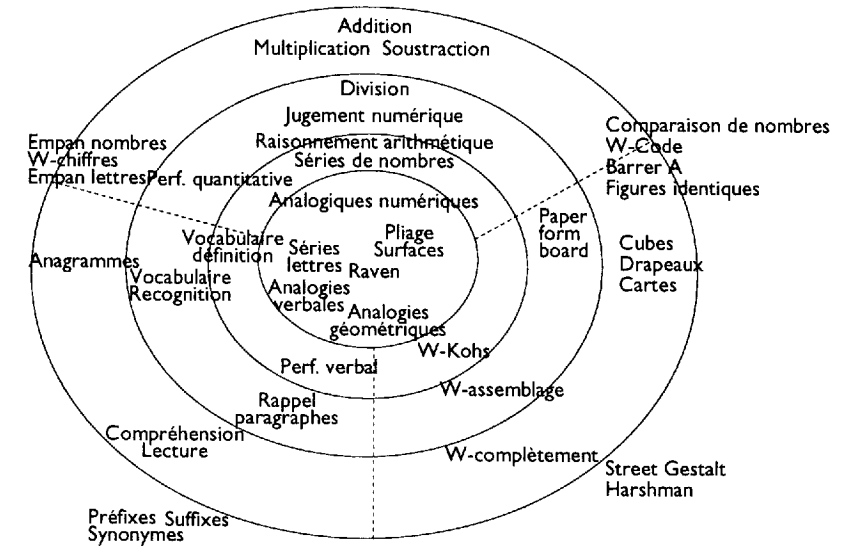 Addition
Multiplication Soustraction
Division
Jugement numérique
Raisonnement arithmétique
Séries de nombres
Empan nombres
W-chiffres
Empan lettres
Perf. quantitative
Comparaison de nombres
W-Code
Barrer A
Figures identiques
Analogiques numériques
Pliage
Surfaces
Paper
form
board
Cubes
Drapeaux
Cartes
Vocabulaire
définition
Séries
lettres
Raven
Anagrammes
Vocabulaire
Recognition
Analogies
verbales
Analogies
géométriques
W-Kohs
Perf. verbal
W-assemblage
Rappel
paragraphes
Compréhension
Lecture
W-complètement
Street Gestalt
Harshman
Préfixes Suffixes
Synonymes